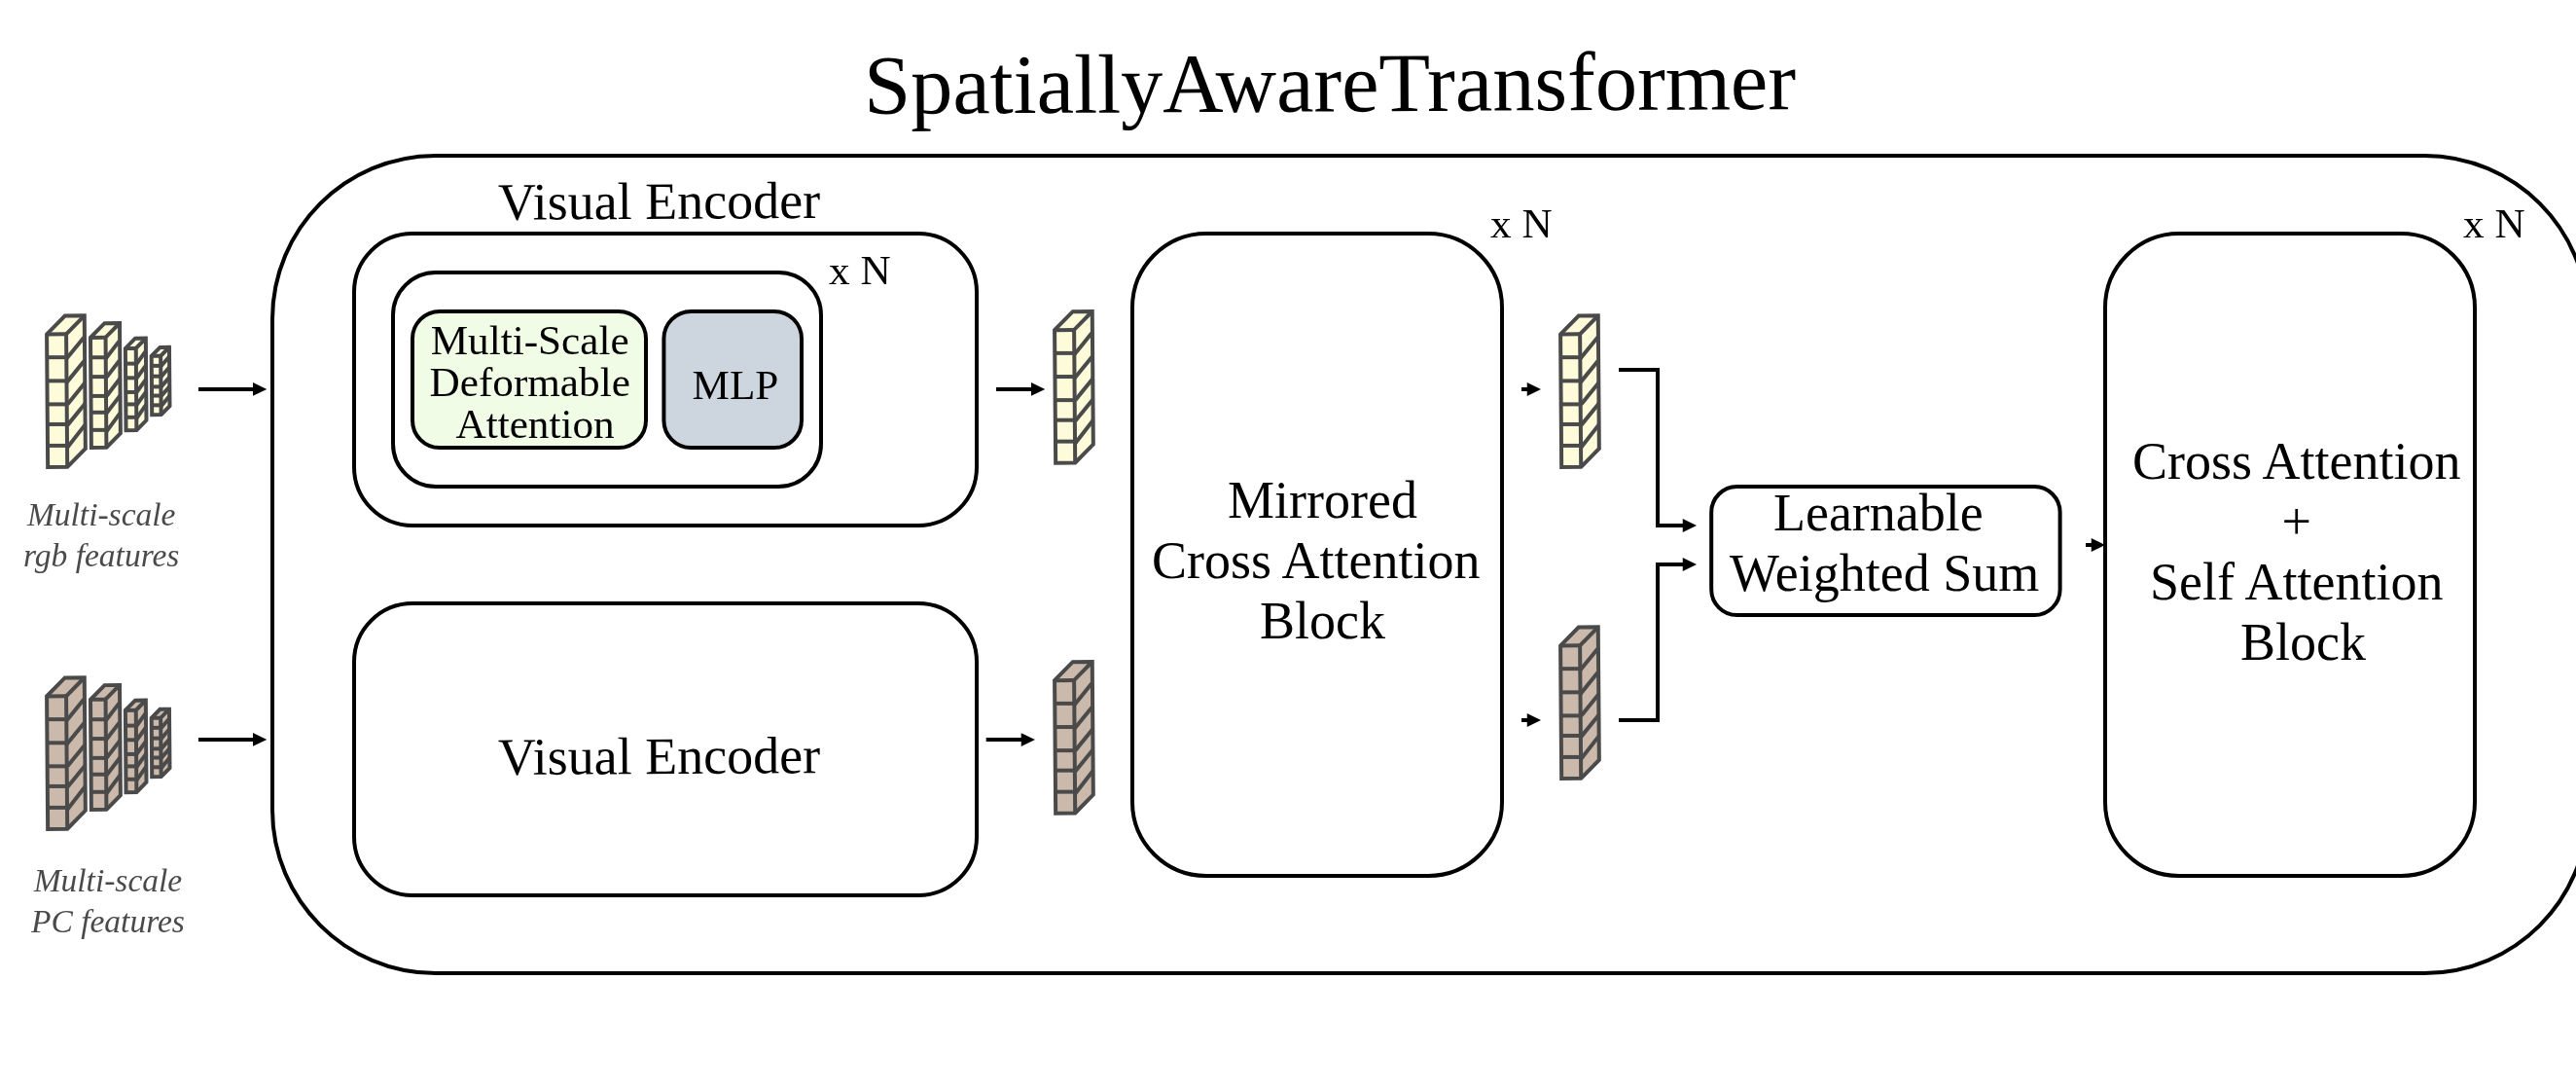 SpatiallyAwareTransformer
Visual Encoder
x N
Multi-Scale
Deformable
Attention
MLP
Multi-scale
rgb features
Visual Encoder
Multi-scale
PC features
x N
Mirrored
Cross Attention
Block
Learnable
Weighted Sum
x N
Cross Attention
+
Self Attention
Block